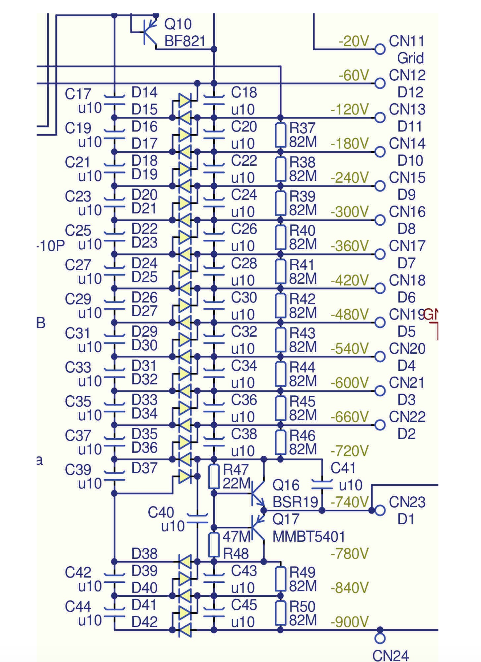 Q10
BF821
-20V
CN11
Grid
-60V
CN12
D12
C17
u10
D14
D15
C18
u10
-120V
CN13
D11
C19
u10
D16
D17
C20
u10
R37
82M
-180V
CN14
D10
C21
u10
D18
D19
C22
u10
R38
82M
-240V
CN15
D9
C23
u10
D20
D21
C24
u10
R39
82M
-300V
CN16
D8
C25
u10
D22
D23
C26
u10
R40
82M
-10P
-360V
CN17
D7
C27
u10
D24
D25
C28
u10
R41
82M
-420V
CN18
D6
C29
u10
D26
D27
C30
u10
R42
82M
-480V
CN19
GN
D5
B
C31
u10
D29
D30
C32
u10
R43
82M
-540V
CN20
D4
C33
u10
D31
D32
C34
u10
R44
82M
-600V
CN21
D3
C35
u10
D33
D34
C36
u10
R45
82M
-660V
CN22
D2
C37
u10
D35
D36
C38
u10
R46
82M
-720V
a
C39
u10
D37
R47
22M
Q16
BSR19
C41
u10
-740V
CN23
D1
C40
u10
Q17
MMBT5401
47M
R48
-780V
D38
C42
u10
D39
D40
C43
u10
R49
82M
-840V
C44
u10
D41
D42
C45
u10
R50
82M
-900V
CN24